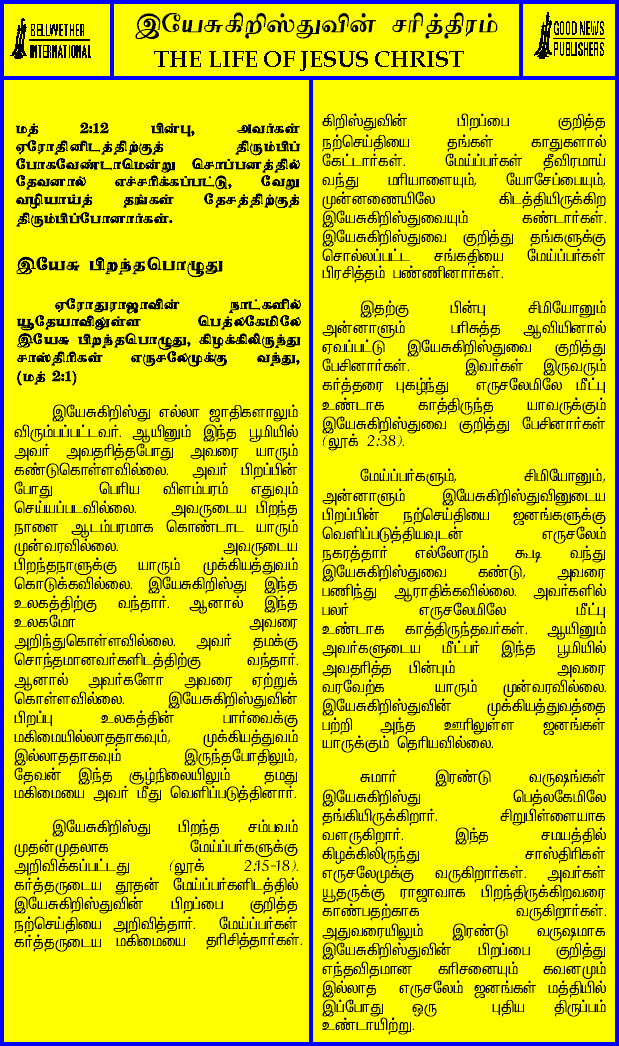 BELLWETHER
INTERNATIONAL
இயேசுகிறிஸ்துவின் சரித்திரம்
THE LIFE OF JESUS CHRIST
GOOD NEWS
PUBLISHERS
மத் 2:12 பின்பு, அவர்கள்
ஏரோதினிடத்திற்குத் திரும்பிப்
போகவேண்டாமென்று சொப்பனத்தில்
தேவனால் எச்சரிக்கப்பட்டு, வேறு
வழியாய்த் தங்கள் தேசத்திற்குத்
திரும்பிப்போனார்கள்.
இயேசு பிறந்தபொழுது
ஏரோதுராஜாவின் நாட்களில்
யூதேயாவிலுள்ள பெத்லகேமிலே
இயேசு பிறந்தபொழுது, கிழக்கிலிருந்து
சாஸ்திரிகள் எருசலேமுக்கு வந்து,
(மத் 2:1)
இயேசுகிறிஸ்து எல்லா ஜாதிகளாலும்
விரும்பப்பட்டவர். ஆயினும் இந்த பூமியில்
அவர் அவதரித்தபோது அவரை யாரும்
கண்டுகொள்ளவில்லை. அவர் பிறப்பின்
போது பெரிய விளம்பரம் எதுவும்
செய்யப்படவில்லை. அவருடைய பிறந்த
நாளை ஆடம்பரமாக கொண்டாட யாரும்
முன்வரவில்லை. அவருடைய
பிறந்தநாளுக்கு யாரும் முக்கியத்துவம்
கொடுக்கவில்லை. இயேசுகிறிஸ்து இந்த
உலகத்திற்கு வந்தார். ஆனால் இந்த
உலகமோ அவரை
அறிந்துகொள்ளவில்லை. அவர் தமக்கு
சொந்தமானவர்களிடத்திற்கு வந்தார்.
ஆனால் அவர்களோ அவரை ஏற்றுக்
கொள்ளவில்லை. இயேசுகிறிஸ்துவின்
பிறப்பு உலகத்தின் பார்வைக்கு
மகிமையில்லாததாகவும், முக்கியத்துவம்
இல்லாததாகவும் இருந்தபோதிலும்,
தேவன் இந்த சூழ்நிலையிலும் தமது
மகிமையை அவர் மீது வெளிப்படுத்தினார்.
இயேசுகிறிஸ்து பிறந்த சம்பவம்
முதன்முதலாக மேய்ப்பர்களுக்கு
அறிவிக்கப்பட்டது (லூக் 2:15-18).
கர்த்தருடைய தூதன் மேய்ப்பர்களிடத்தில்
இயேசுகிறிஸ்துவின் பிறப்பை குறித்த
நற்செய்தியை அறிவித்தார். மேய்ப்பர்கள்
கர்த்தருடைய மகிமையை தரிசித்தார்கள்.
கிறிஸ்துவின் பிறப்பை குறித்த
நற்செய்தியை தங்கள் காதுகளால்
கேட்டார்கள். மேய்ப்பர்கள் தீவிரமாய்
வந்து மரியாளையும், யோசேப்பையும்,
முன்னணையிலே கிடத்தியிருக்கிற
இயேசுகிறிஸ்துவையும் கண்டார்கள்.
இயேசுகிறிஸ்துவை குறித்து தங்களுக்கு
சொல்லப்பட்ட சங்கதியை மேய்ப்பர்கள்
பிரசித்தம் பண்ணினார்கள்.
இதற்கு பின்பு சிமியோனும்
அன்னாளும் பரிசுத்த ஆவியினால்
ஏவப்பட்டு இயேசுகிறிஸ்துவை குறித்து
பேசினார்கள். இவர்கள் இருவரும்
கர்த்தரை புகழ்ந்து எருசலேமிலே மீட்பு
உண்டாக காத்திருந்த யாவருக்கும்
இயேசுகிறிஸ்துவை குறித்து பேசினார்கள்
(லூக் 2:38).
மேய்ப்பர்களும், சிமியோனும்,
அன்னாளும் இயேசுகிறிஸ்துவினுடைய
பிறப்பின் நற்செய்தியை ஜனங்களுக்கு
வெளிப்படுத்தியவுடன் எருசலேம்
நகரத்தார் எல்லோரும் கூடி வந்து
இயேசுகிறிஸ்துவை கண்டு, அவரை
பணிந்து ஆராதிக்கவில்லை. அவர்களில்
பலர் எருசலேமிலே மீட்பு
உண்டாக காத்திருந்தவர்கள். ஆயினும்
அவர்களுடைய மீட்பர் இந்த பூமியில்
அவதரித்த பின்பும் அவரை
வரவேற்க யாரும் முன்வரவில்லை.
இயேசுகிறிஸ்துவின் முக்கியத்துவத்தை
பற்றி அந்த ஊரிலுள்ள ஜனங்கள்
யாருக்கும் தெரியவில்லை.
சுமார் இரண்டு வருஷங்கள்
இயேசுகிறிஸ்து பெத்லகேமிலே
தங்கியிருக்கிறார். சிறுபிள்ளையாக
வளருகிறார். இந்த சமயத்தில்
கிழக்கிலிருந்து சாஸ்திரிகள்
எருசலேமுக்கு வருகிறார்கள். அவர்கள்
யூதருக்கு ராஜாவாக பிறந்திருக்கிறவரை
காண்பதற்காக வருகிறார்கள்.
அதுவரையிலும் இரண்டு வருஷமாக
இயேசுகிறிஸ்துவின் பிறப்பை குறித்து
எந்தவிதமான கரிசனையும் கவனமும்
இல்லாத எருசலேம் ஜனங்கள் மத்தியில்
இப்போது ஒரு புதிய திருப்பம்
உண்டாயிற்று.